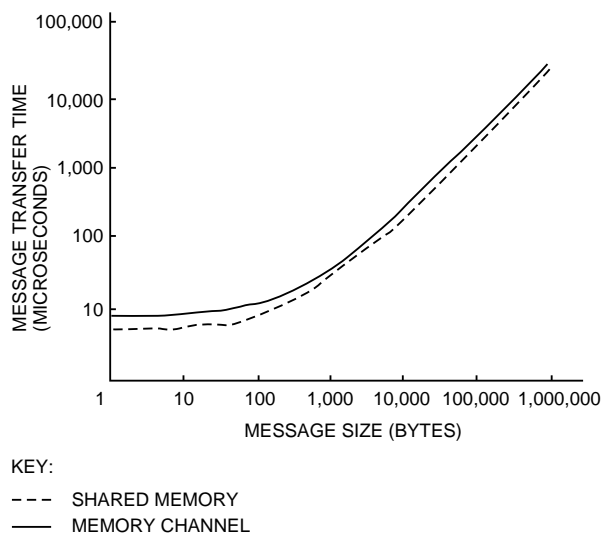 100,000
10,000
1,000
100
10
MESSAGE TRANSFER TIME
(MICROSECONDS)
1 10 100 1,000 10,000 100,000 1,000,000
MESSAGE SIZE (BYTES)
KEY:
SHARED MEMORY
MEMORY CHANNEL